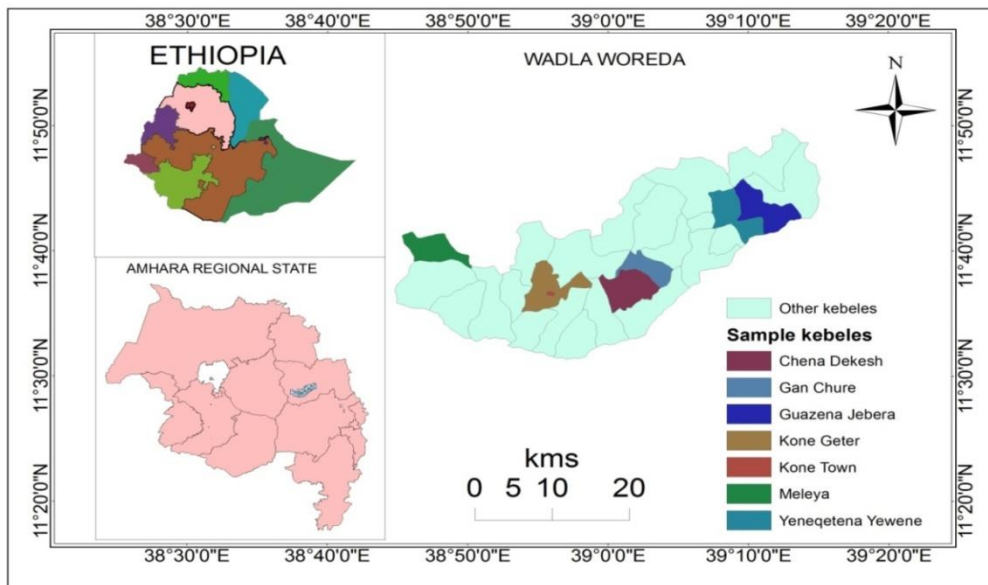 38°30'0"E 38°40'0"E 38°50'0"E 39°0'0"E 39°10'0"E 39°20'0"E
ETHIOPIA
WADLA WOREDA
N
11°50'0"N
11°50'0"N
11°40'0"N
11°40'0"N
AMHARA REGIONAL STATE
Other kebeles
Sample kebeles
Chena Dekesh
Gan Chure
Guazena Jebera
Kone Geter
Kone Town
Meleya
Yeneqetena Yewene
11°30'0"N
11°30'0"N
kms
0 5 10 20
11°20'0"N
11°20'0"N
38°30'0"E 38°40'0"E 38°50'0"E 39°0'0"E 39°10'0"E 39°20'0"E